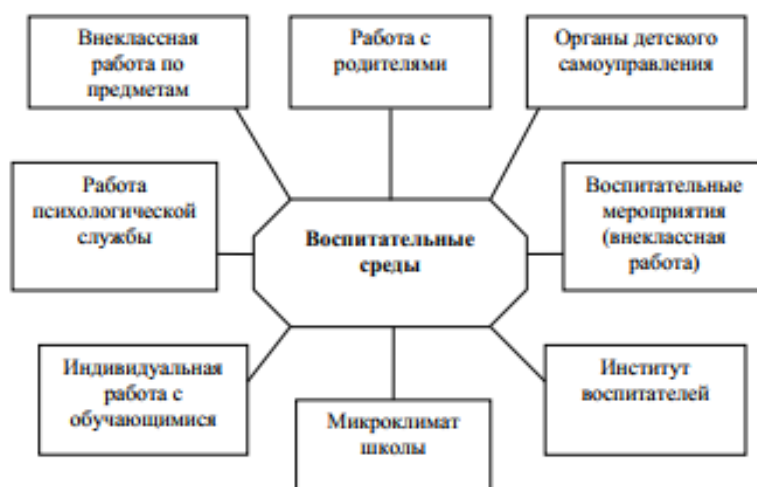 Внеклассная
работа по
предметам
Работа с
родителями
Органы детского
самоуправления
Работа
психологической
службы
Воспитательные
среды
Воспитательные
мероприятия
(внеклассная
работа)
Индивидуальная
работа с
обучающимися
Микроклимат
школы
Институт
воспитателей